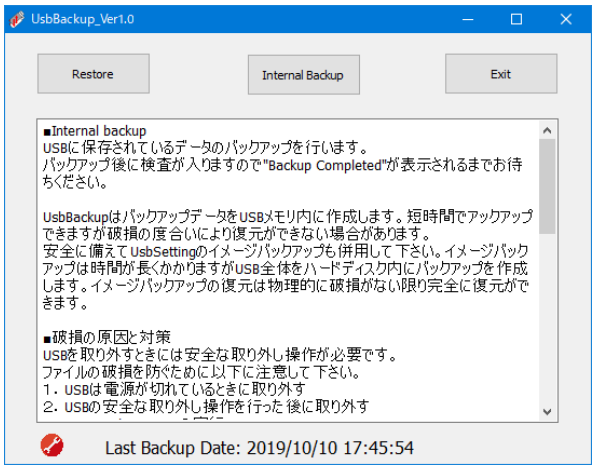 UsbBackup_Ver1.0
Restore
Internal Backup
Exit
■Internal backup
USBに保存されているデータのバックアップを行います。
バックアップ後に検査が入りますので"Backup Completed"が表示されるまでお待
ちください。
UsbBackupはバックアップデータをUSBメモリ内に作成します。短時間でアックアップ
できますが破損の度合いにより復元ができない場合があります。
安全に備えてUsbSettingのイメージバックアップも併用して下さい。イメージバック
アップは時間が長くかかりますがUSB全体をハードディスク内にバックアップを作成
します。イメージバックアップの復元は物理的に破損がない限り完全に復元がで
きます。
■破損の原因と対策
USBを取り外すときには安全な取り外し操作が必要です。
ファイルの破損を防ぐために以下に注意して下さい。
1．USBは電源が切れているときに取り外す
2．USBの安全な取り外し操作を行った後に取り外す
Last Backup Date: 2019/10/10 17:45:54